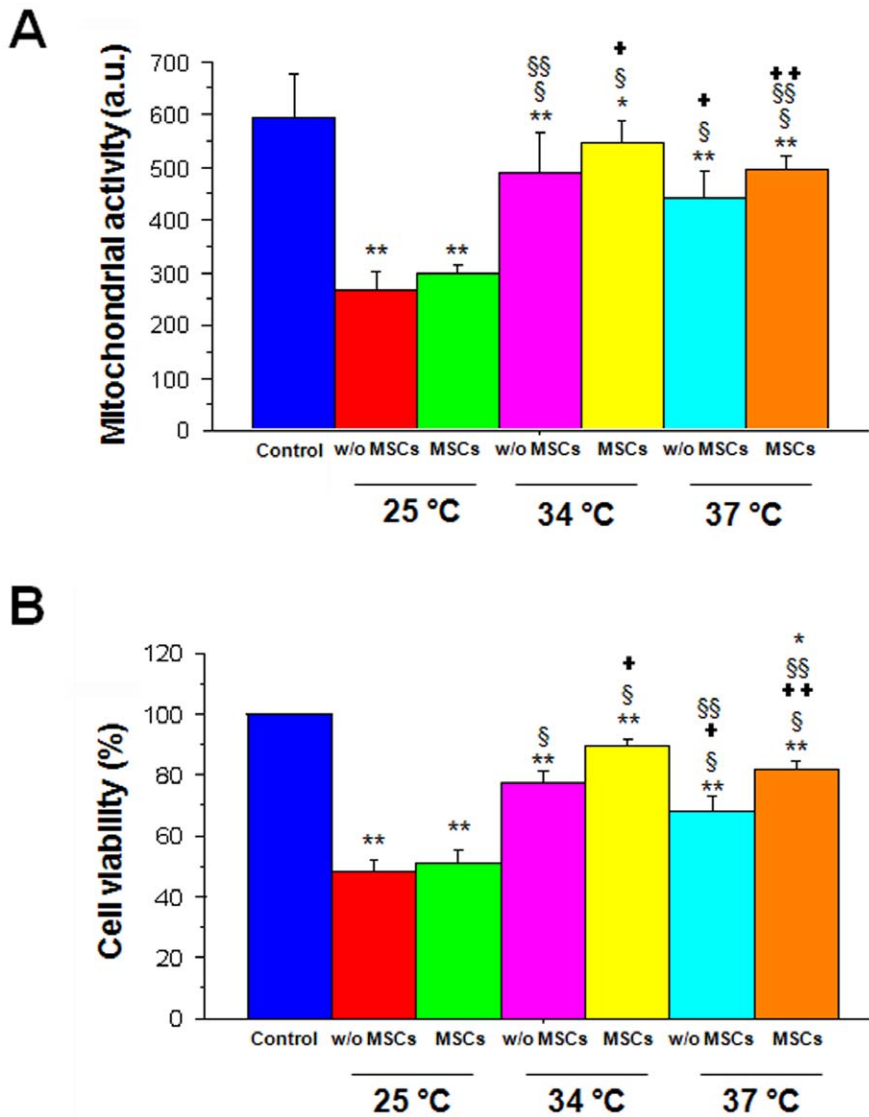 A
Mitochondrial activity (a.u.)
700
600
500
400
300
200
100
0
✚
✚ ✚
§§
§
§§
✚
§
**
*
§
**
§
**
**
**
Control
w/o MSCs
MSCs
w/o MSCs
MSCs
w/o MSCs
MSCs
25 °C
34 °C
37 °C
B
Cell viability (%)
120
100
80
60
40
20
0
*
✚
§§
§§
✚ ✚
§
§
✚
§
**
**
§
**
**
**
**
Control
w/o MSCs
MSCs
w/o MSCs
MSCs
w/o MSCs
MSCs
25 °C
34 °C
37 °C